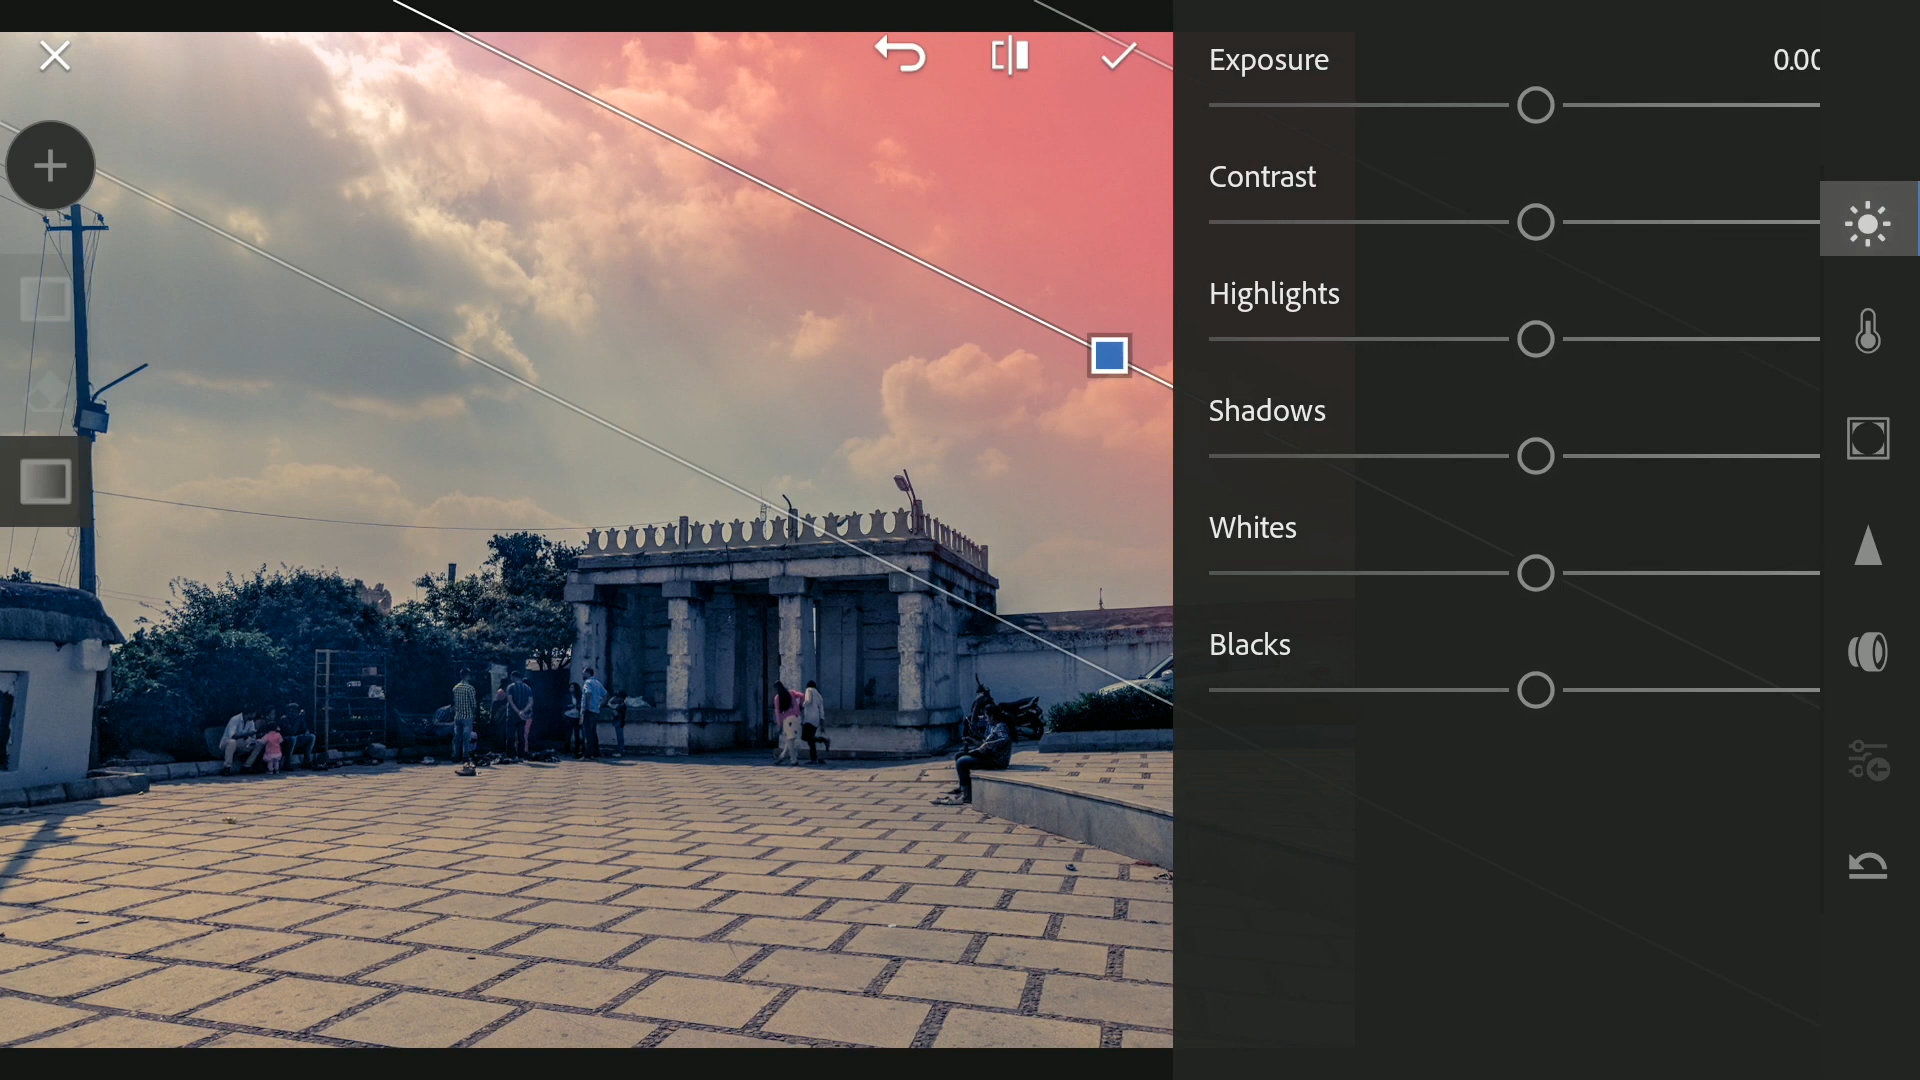 Exposure 0.00
Contrast
Highlights
Shadows
Whites
Blacks